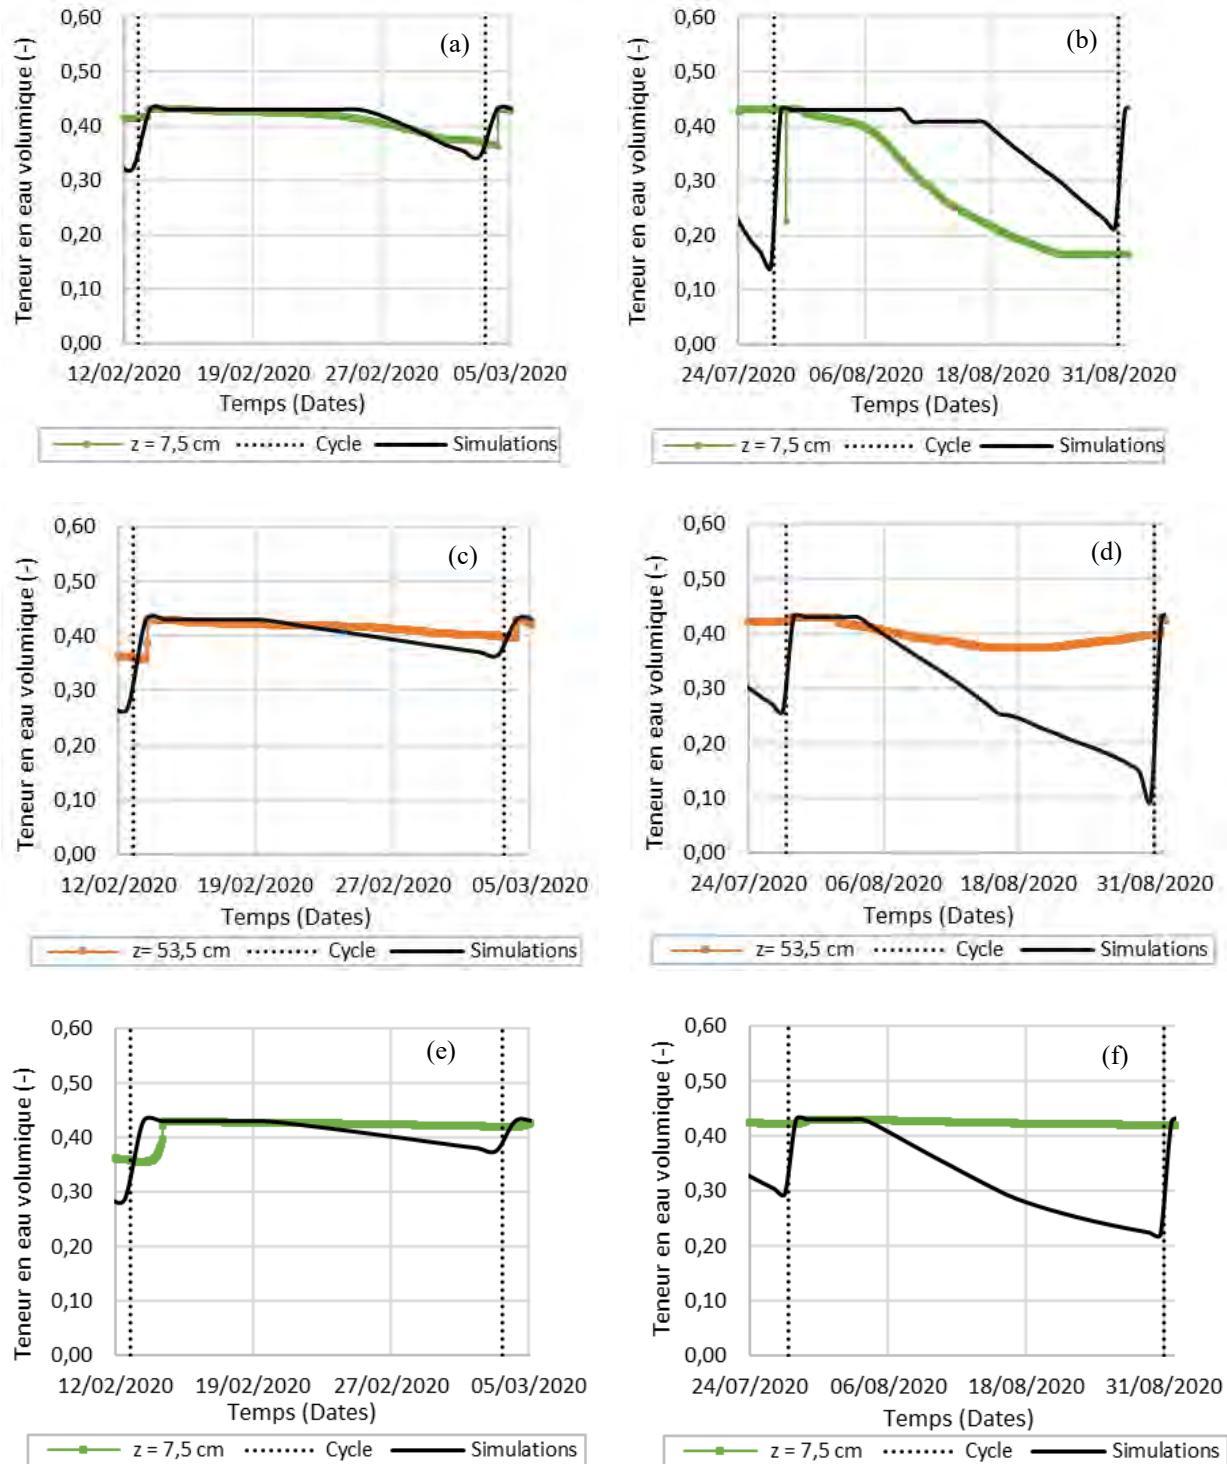 (a)
Teneur en eau volumique (-)
0,60
0,50
0,40
0,30
0,20
0,10
0,00
12/02/2020 19/02/2020 27/02/2020 05/03/2020
Temps (Dates)
z = 7,5 cm Cycle Simulations
(b)
Teneur en eau volumique (-)
0,60
0,50
0,40
0,30
0,20
0,10
0,00
24/07/2020 06/08/2020 18/08/2020 31/08/2020
Temps (Dates)
z = 7,5 cm Cycle Simulations
(c)
Teneur en eau volumique (-)
0,60
0,50
0,40
0,30
0,20
0,10
0,00
12/02/2020 19/02/2020 27/02/2020 05/03/2020
Temps (Dates)
z= 53,5 cm Cycle Simulations
(d)
Teneur en eau volumique (-)
0,60
0,50
0,40
0,30
0,20
0,10
0,00
24/07/2020 06/08/2020 18/08/2020 31/08/2020
Temps (Dates)
z= 53,5 cm Cycle Simulations
(e)
Teneur en eau volumique (-)
0,60
0,50
0,40
0,30
0,20
0,10
0,00
12/02/2020 19/02/2020 27/02/2020 05/03/2020
Temps (Dates)
z = 7,5 cm Cycle Simulations
(f)
Teneur en eau volumique (-)
0,60
0,50
0,40
0,30
0,20
0,10
0,00
24/07/2020 06/08/2020 18/08/2020 31/08/2020
Temps (Dates)
z = 7,5 cm Cycle Simulations